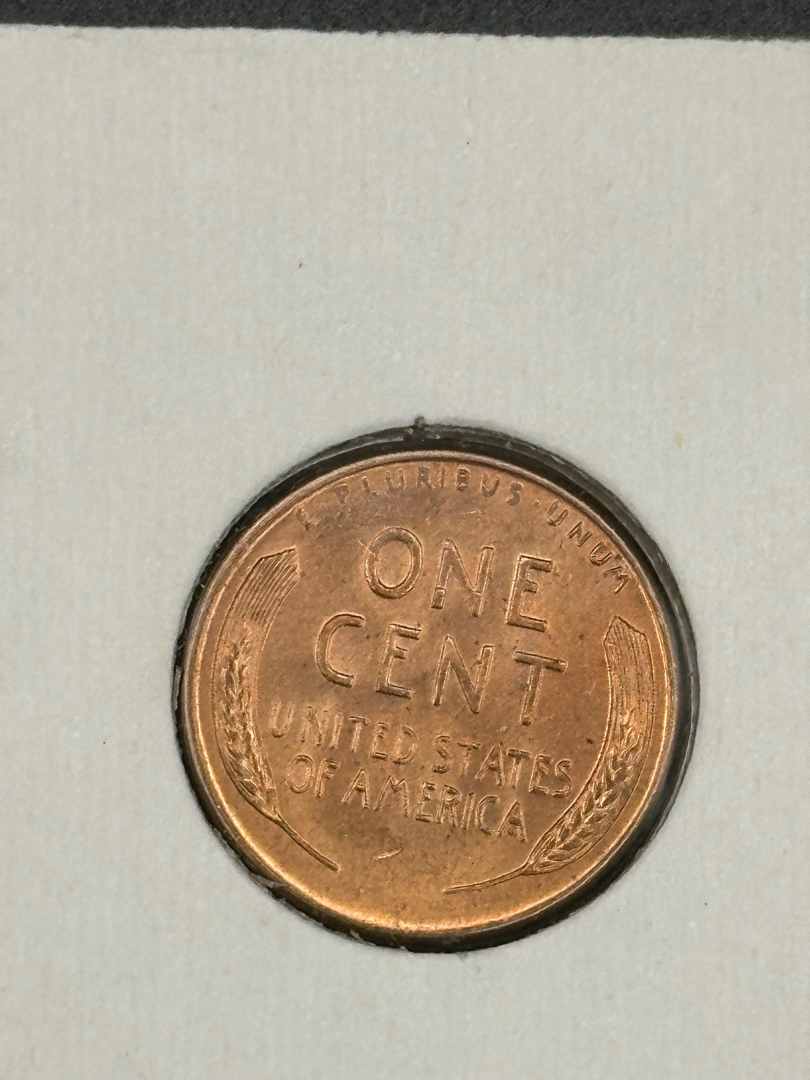 E·PLURIBUS·UNUM
ONE
CENT
UNITED STATES
OF AMERICA